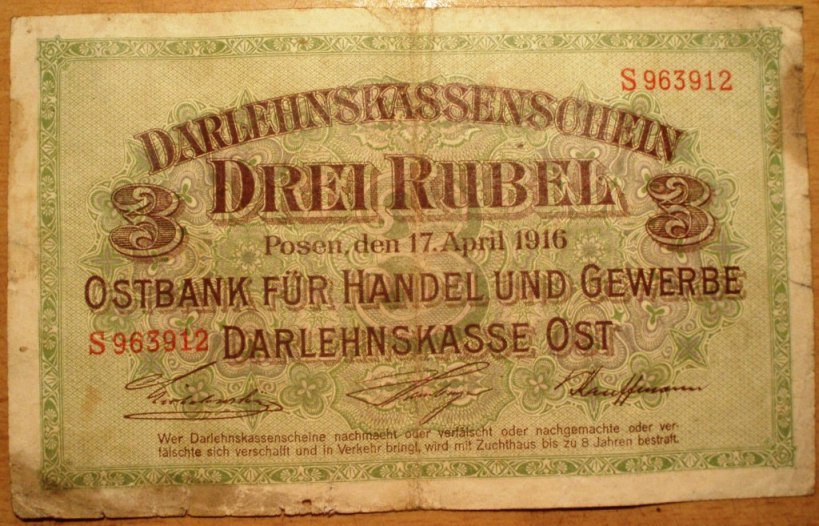 S 963912
DARLEHNSKASSENSCHEIN
3 DREI RUBEL 3
Posen, den 17. April 1916
OSTBANK FÜR HANDEL UND GEWERBE
S 963912 DARLEHNSKASSE OST
Wer Darlehnskassenscheine nachmacht oder verfälscht oder nachgemachte oder ver-
fälschte sich verschafft und in Verkehr bringt, wird mit Zuchthaus bis zu 8 Jahren bestraft.